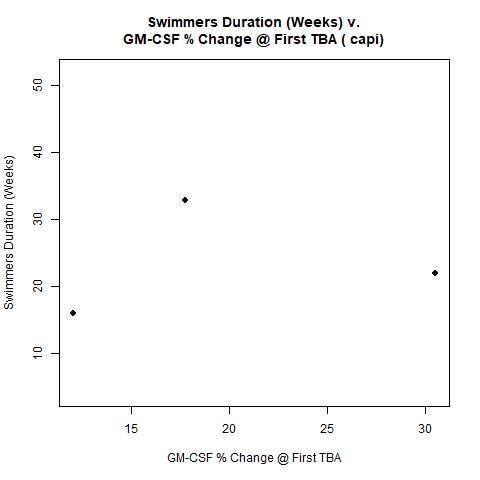 Swimmers Duration (Weeks) v.
GM-CSF % Change @ First TBA ( capi)
Swimmers Duration (Weeks)
50
40
30
20
10
15
20
25
30
GM-CSF % Change @ First TBA